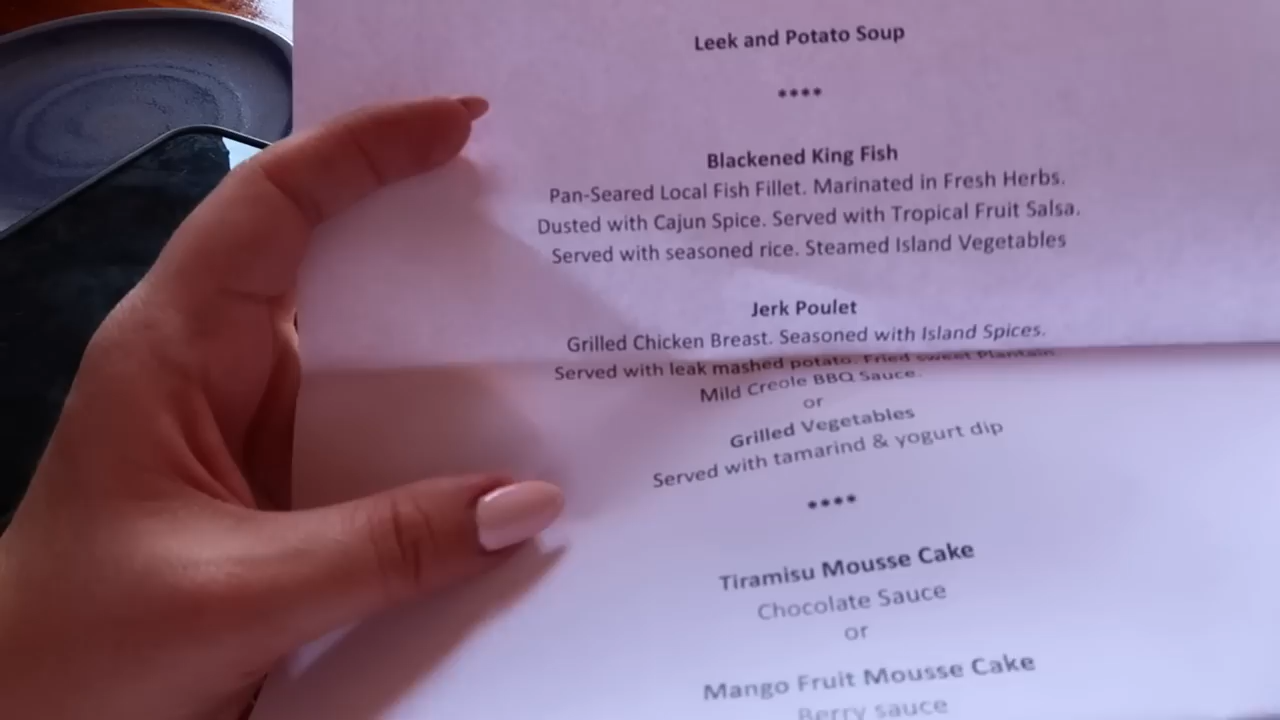 Leek and Potato Soup
****
Blackened King Fish
Pan-Seared Local Fish Fillet. Marinated in Fresh Herbs.
Dusted with Cajun Spice. Served with Tropical Fruit Salsa.
Served with seasoned rice. Steamed Island Vegetables
Jerk Poulet
Grilled Chicken Breast. Seasoned with Island Spices.
Served with leak mashed potato. Fried sweet Plantain.
Mild Creole BBQ Sauce.
or
Grilled Vegetables
Served with tamarind & yogurt dip
****
Tiramisu Mousse Cake
Chocolate Sauce
or
Mango Fruit Mousse Cake
Berry sauce